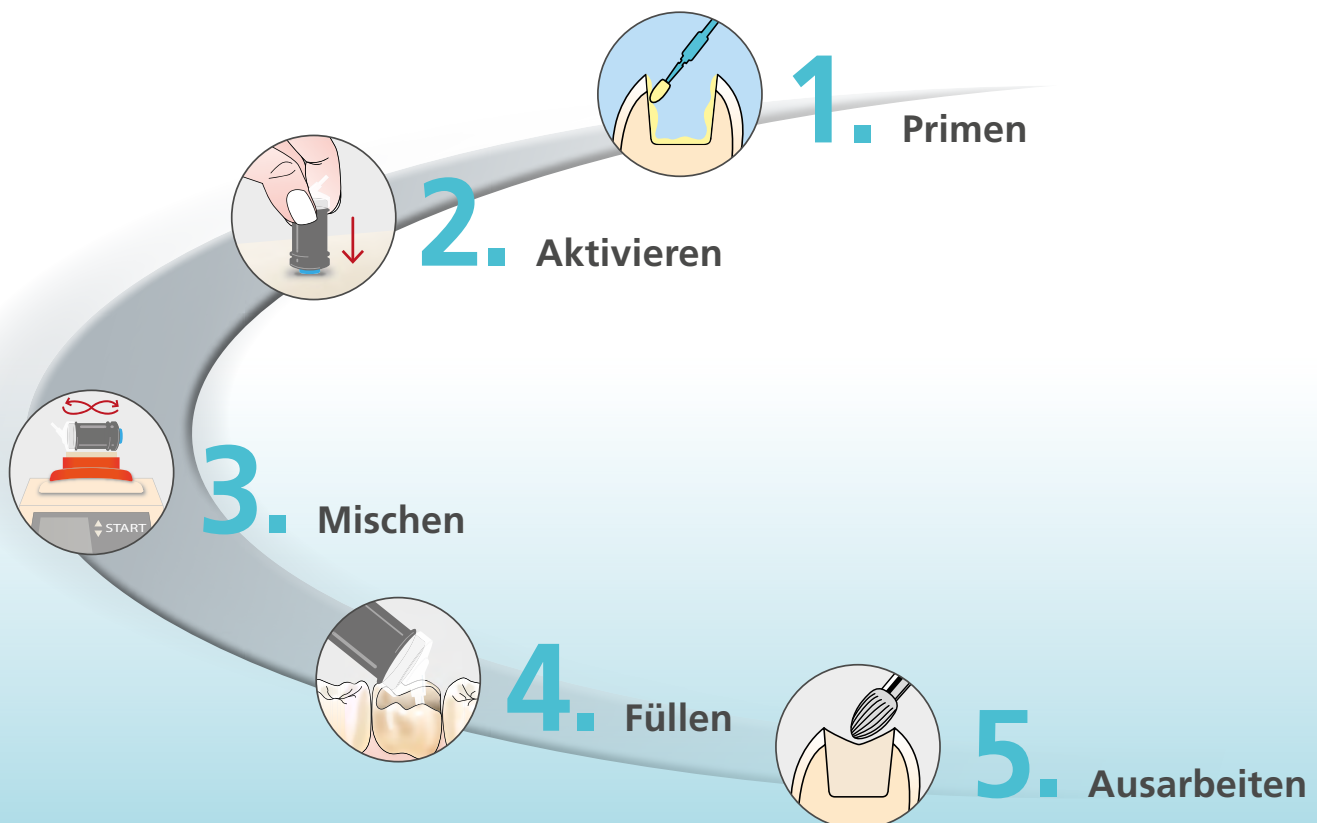 1. Primen
2. Aktivieren
3. Mischen
START
4. Füllen
5. Ausarbeiten